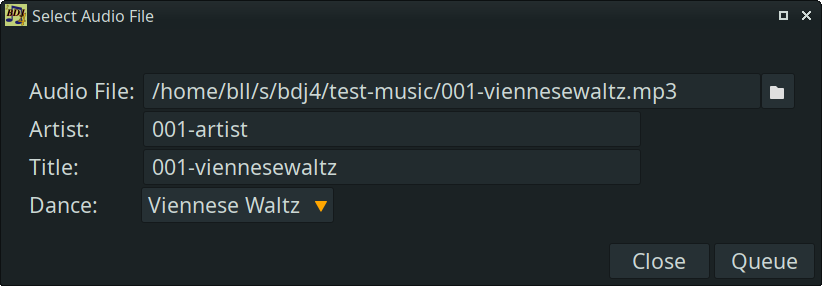 BDJ4 Select Audio File
Audio File: /home/bll/s/bdj4/test-music/001-viennesewaltz.mp3
Artist: 001-artist
Title: 001-viennesewaltz
Dance: Viennese Waltz
Close Queue